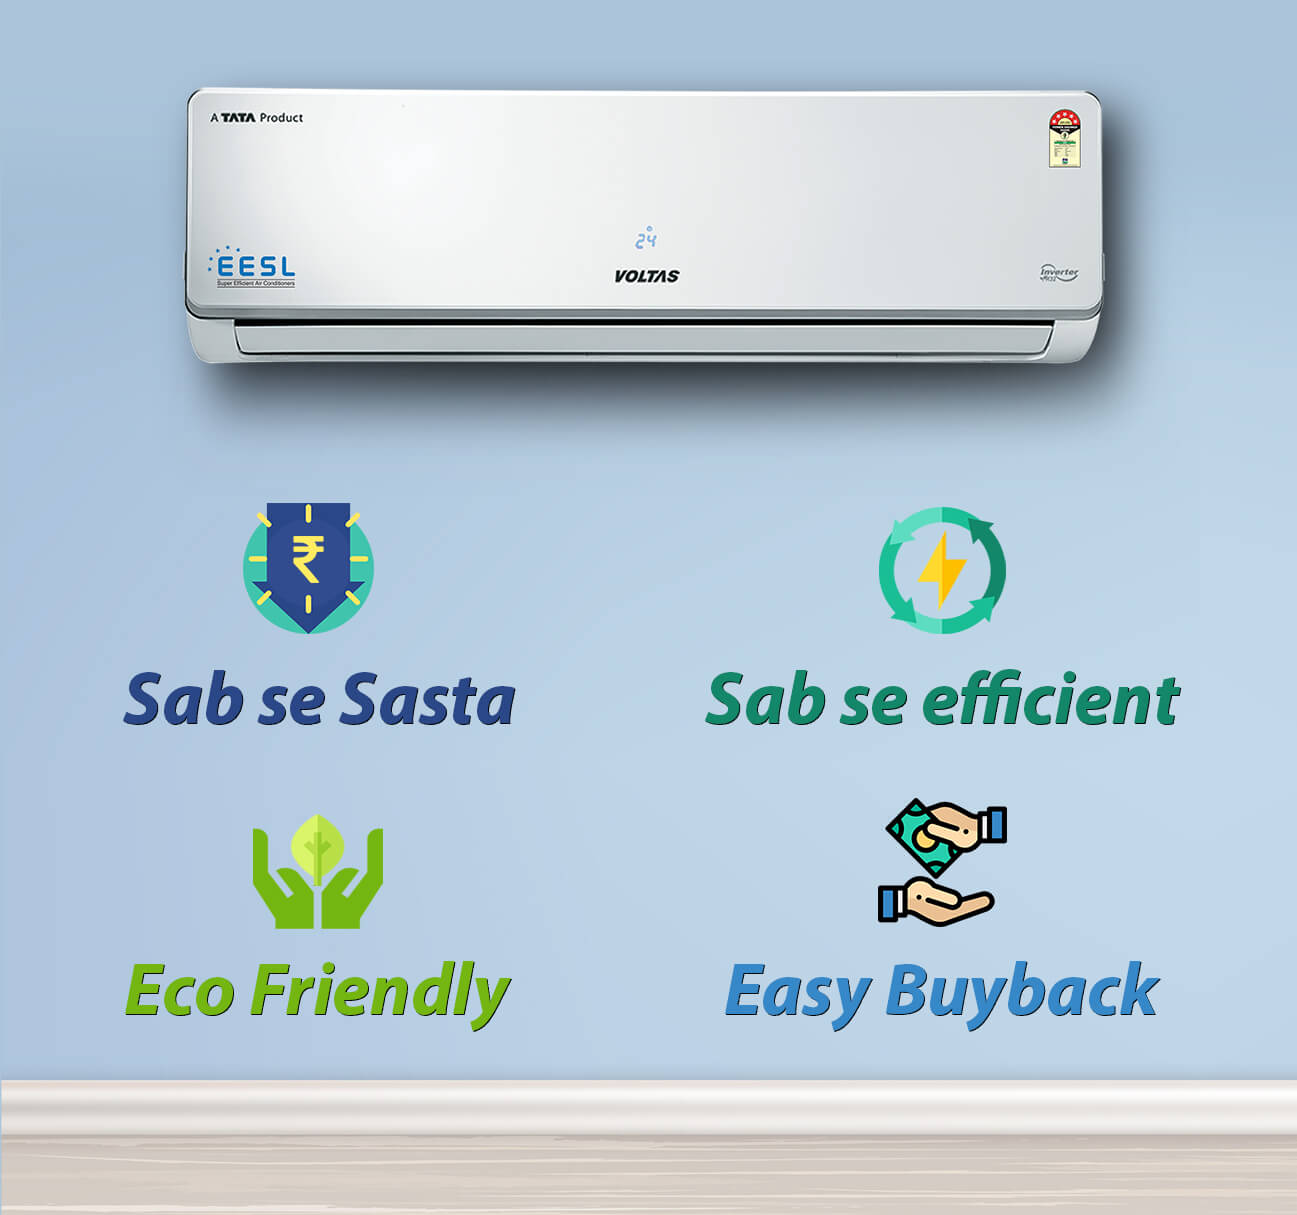 A TATA Product
24°
EESL
Super Efficient Air Conditioners
VOLTAS
Inverter
₹
Sab se Sasta
Sab se efficient
Eco Friendly
Easy Buyback